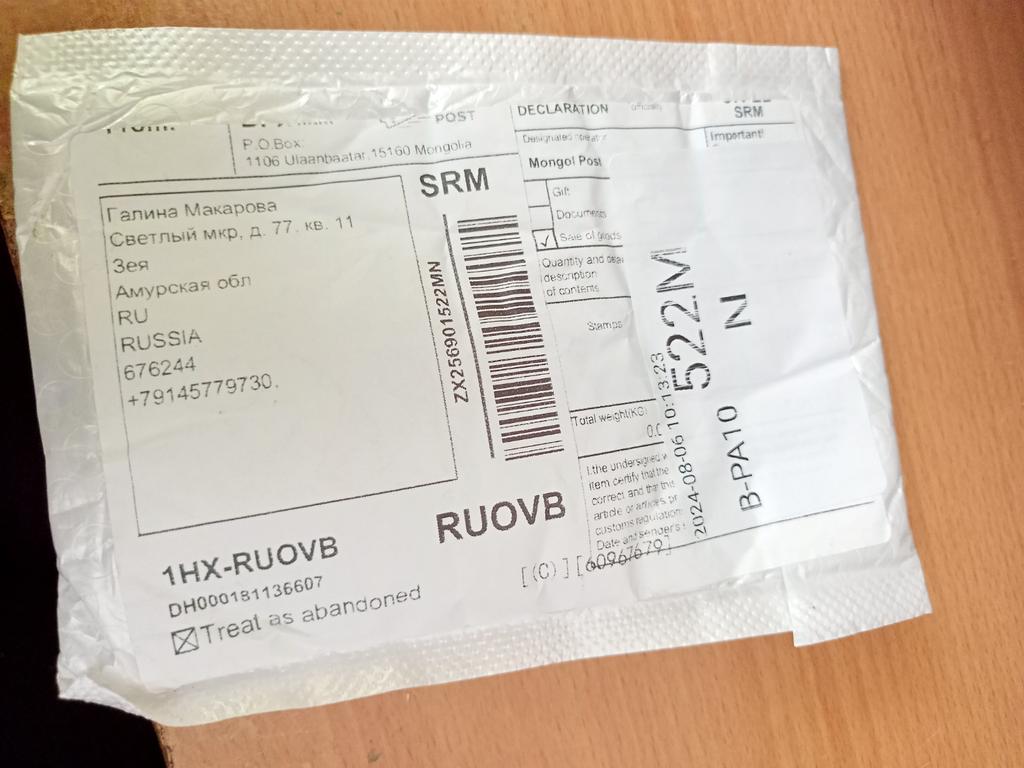 POST
P.O.Box:
1106 Ulaanbaatar 15160 Mongolia
SRM
Галина Макарова
Светлый мкр, д. 77, кв. 11
Зея
Амурская обл
RU
RUSSIA
676244
+79145779730,
ZX256901522MN
RUOVB
1HX-RUOVB
DH000181136607
Treat as abandoned
DECLARATION
SRM
Designated operator
Important!
Mongol Post
Gift
Documents
✓ Sale of goods
Quantity and
description
of contents
Stamps
Total weight(KG)
I,the undersigned
item certify that the
correct and that this
article or articles
customs regulation
Date and sender's
[(C)][60967679]
2024-08-06 10:13:23
522M
N
B-PA10